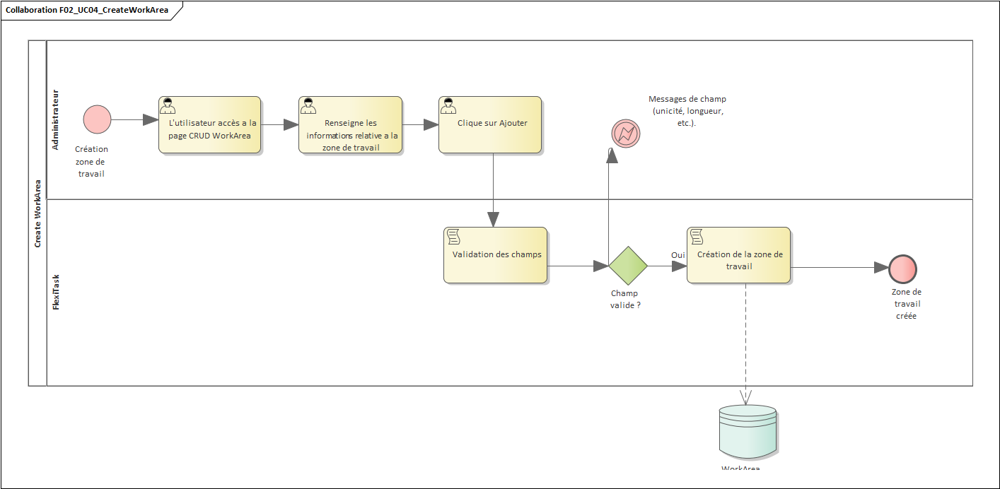 Collaboration F02_UC04_CreateWorkArea
Create WorkArea
Administrateur
Création
zone de
travail
L'utilisateur accès a la
page CRUD WorkArea
Renseigne les
informations relative a la
zone de travail
Clique sur Ajouter
Messages de champ
(unicité, longueur,
etc.).
FlexiTask
Validation des champs
Champ
valide ?
Oui
Création de la zone de
travail
Zone de
travail
créée
WorkArea